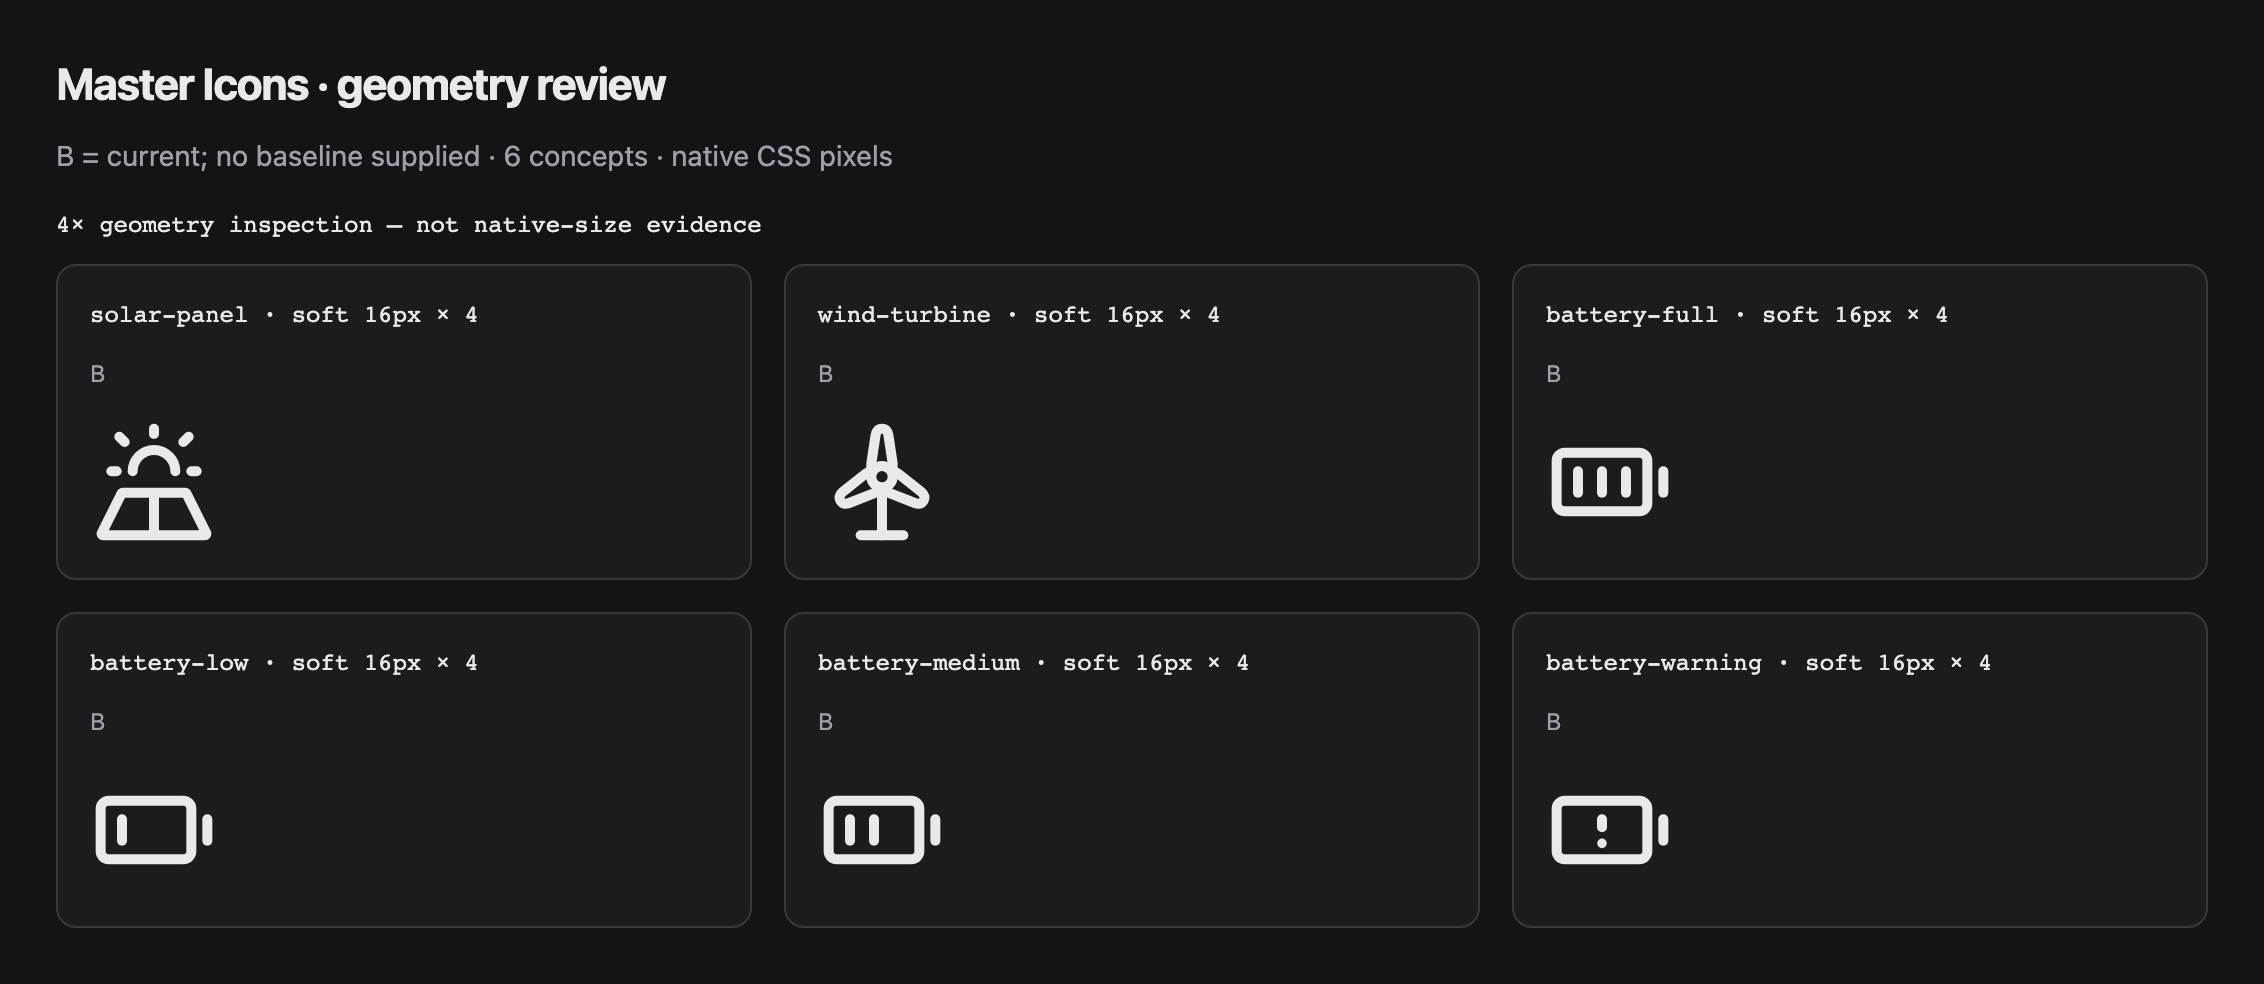 Master Icons · geometry review
B = current; no baseline supplied · 6 concepts · native CSS pixels
4× geometry inspection — not native-size evidence
solar-panel · soft 16px × 4
B
wind-turbine · soft 16px × 4
B
battery-full · soft 16px × 4
B
battery-low · soft 16px × 4
B
battery-medium · soft 16px × 4
B
battery-warning · soft 16px × 4
B